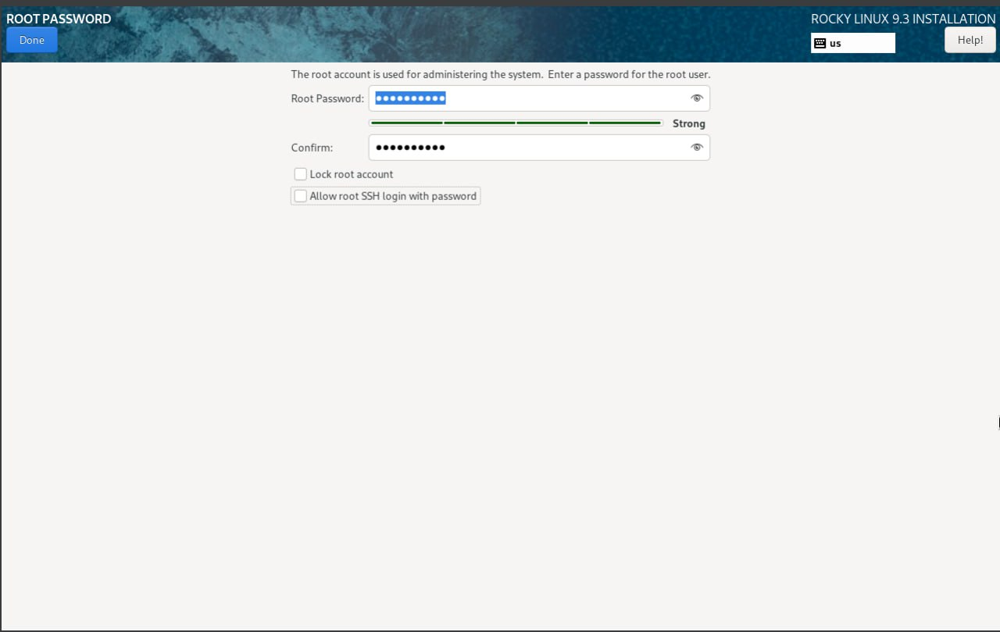 ROOT PASSWORD
ROCKY LINUX 9.3 INSTALLATION
Done
us
Help!
The root account is used for administering the system. Enter a password for the root user.
Root Password: ●●●●●●●●●●
Strong
Confirm: ●●●●●●●●●●
Lock root account
Allow root SSH login with password